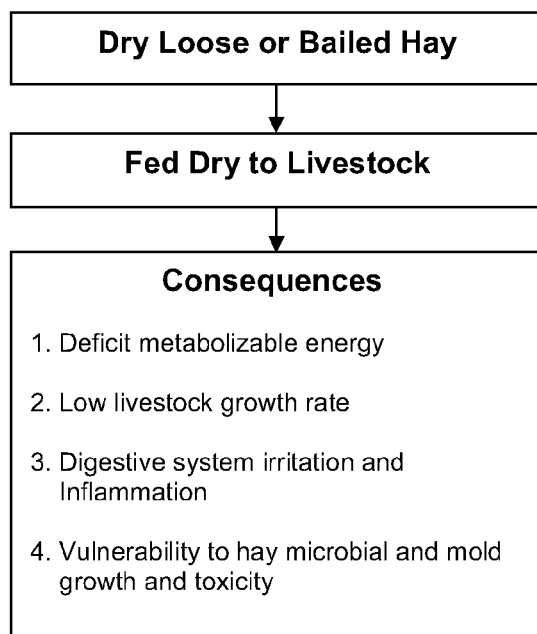 Dry Loose or Bailed Hay
Fed Dry to Livestock
Consequences
1. Deficit metabolizable energy
2. Low livestock growth rate
3. Digestive system irritation and
Inflammation
4. Vulnerability to hay microbial and mold
growth and toxicity